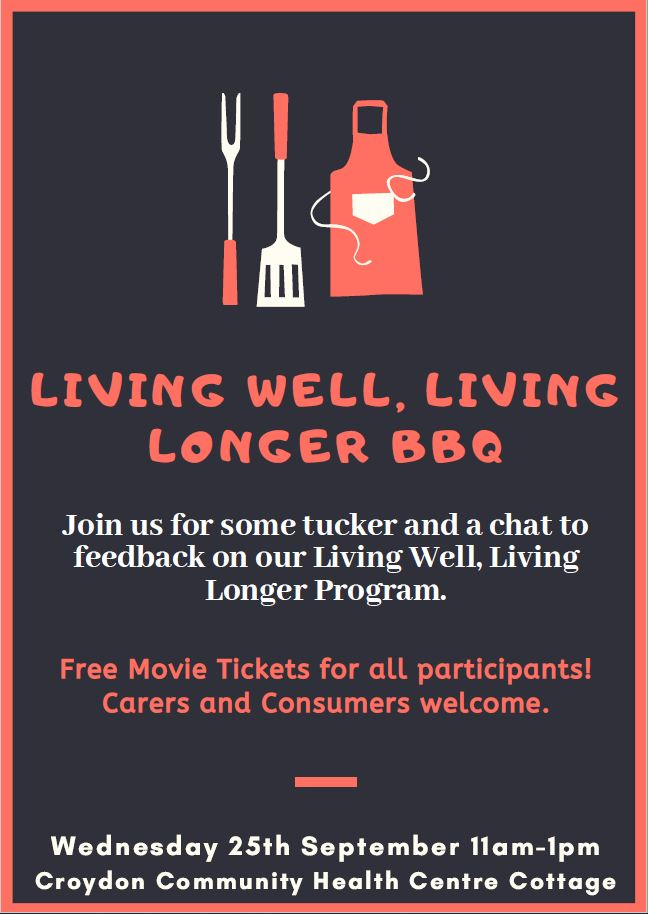 LIVING WELL, LIVING
LONGER BBQ
Join us for some tucker and a chat to
feedback on our Living Well, Living
Longer Program.
Free Movie Tickets for all participants!
Carers and Consumers welcome.
Wednesday 25th September 11am-1pm
Croydon Community Health Centre Cottage